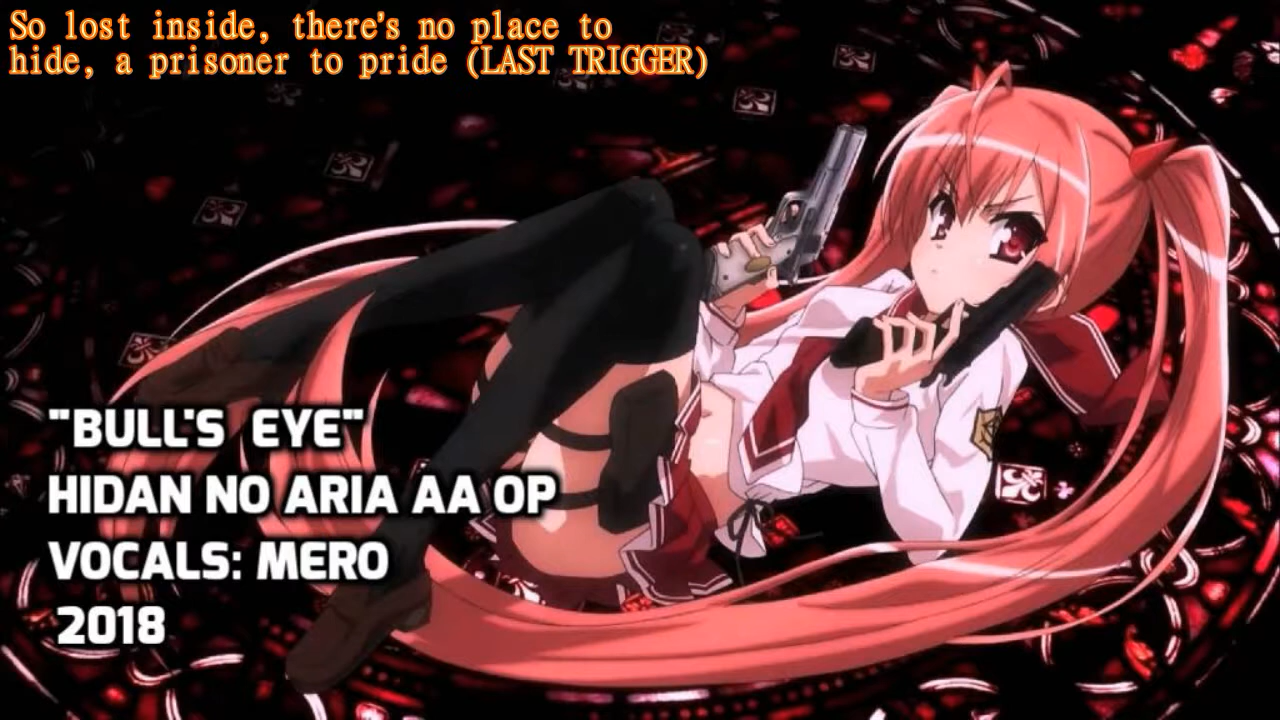 So lost inside, there's no place to
hide, a prisoner to pride (LAST TRIGGER)
"BULL'S EYE"
HIDAN NO ARIA AA OP
VOCALS: MERO
2018